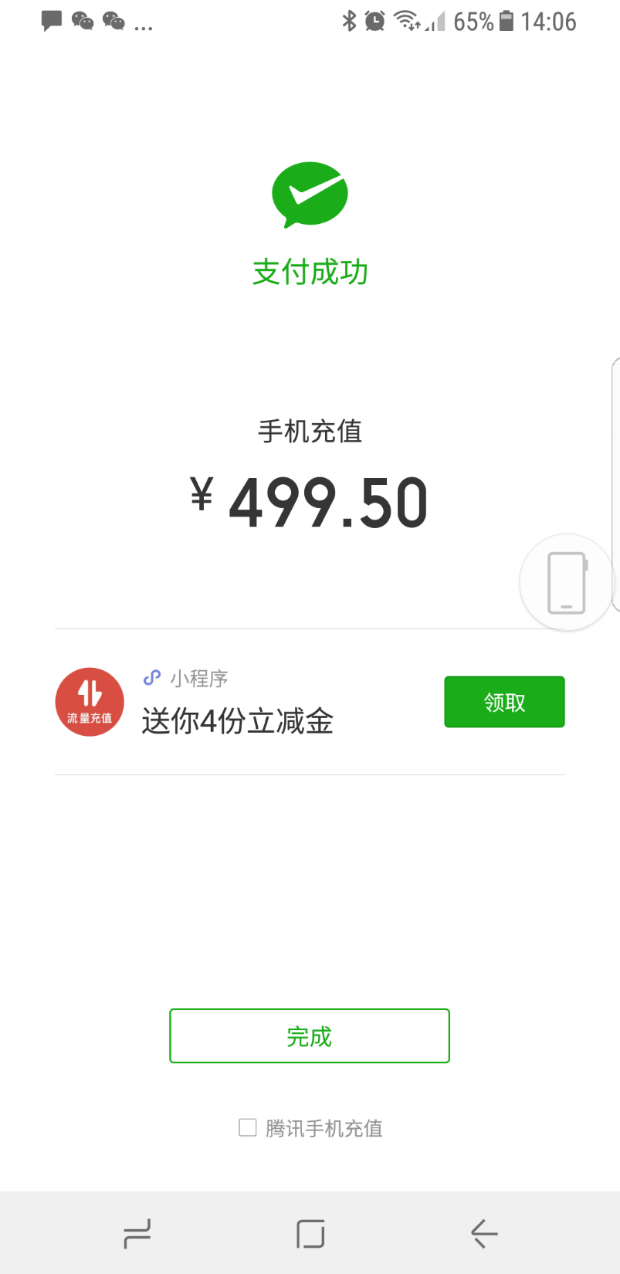 ... 65% 14:06
支付成功
手机充值
¥ 499.50
小程序
流量充值
送你4份立减金
领取
完成
腾讯手机充值